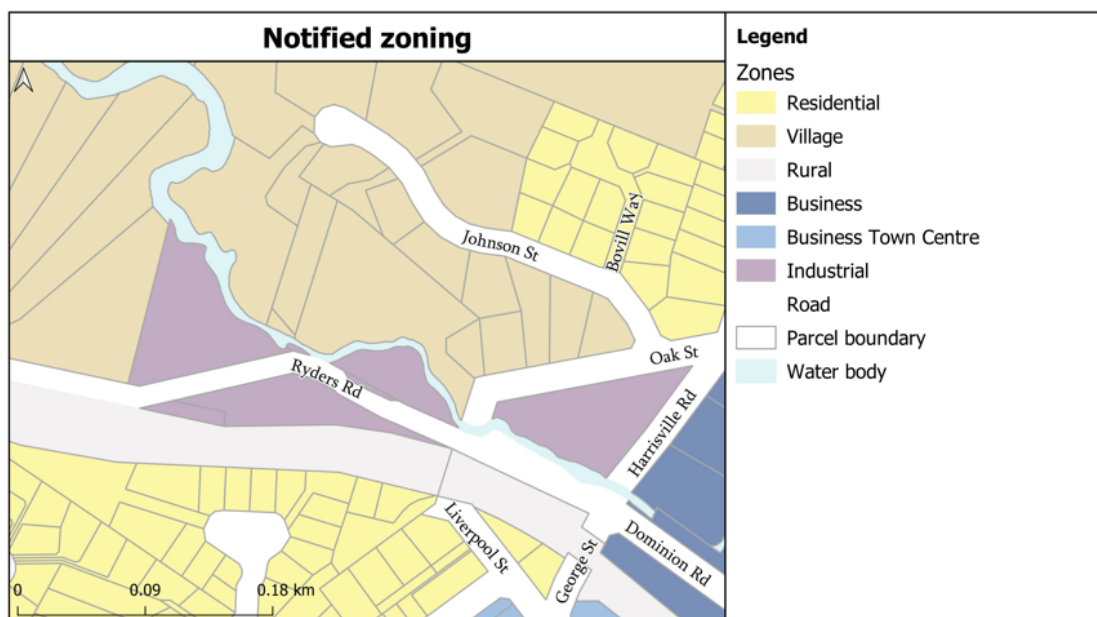 Notified zoning
Johnson St
Bovill Way
Oak St
Ryders Rd
Harrisville Rd
Liverpool St
George St
Dominion Rd
0 0.09 0.18 km
Legend
Zones
Residential
Village
Rural
Business
Business Town Centre
Industrial
Road
Parcel boundary
Water body